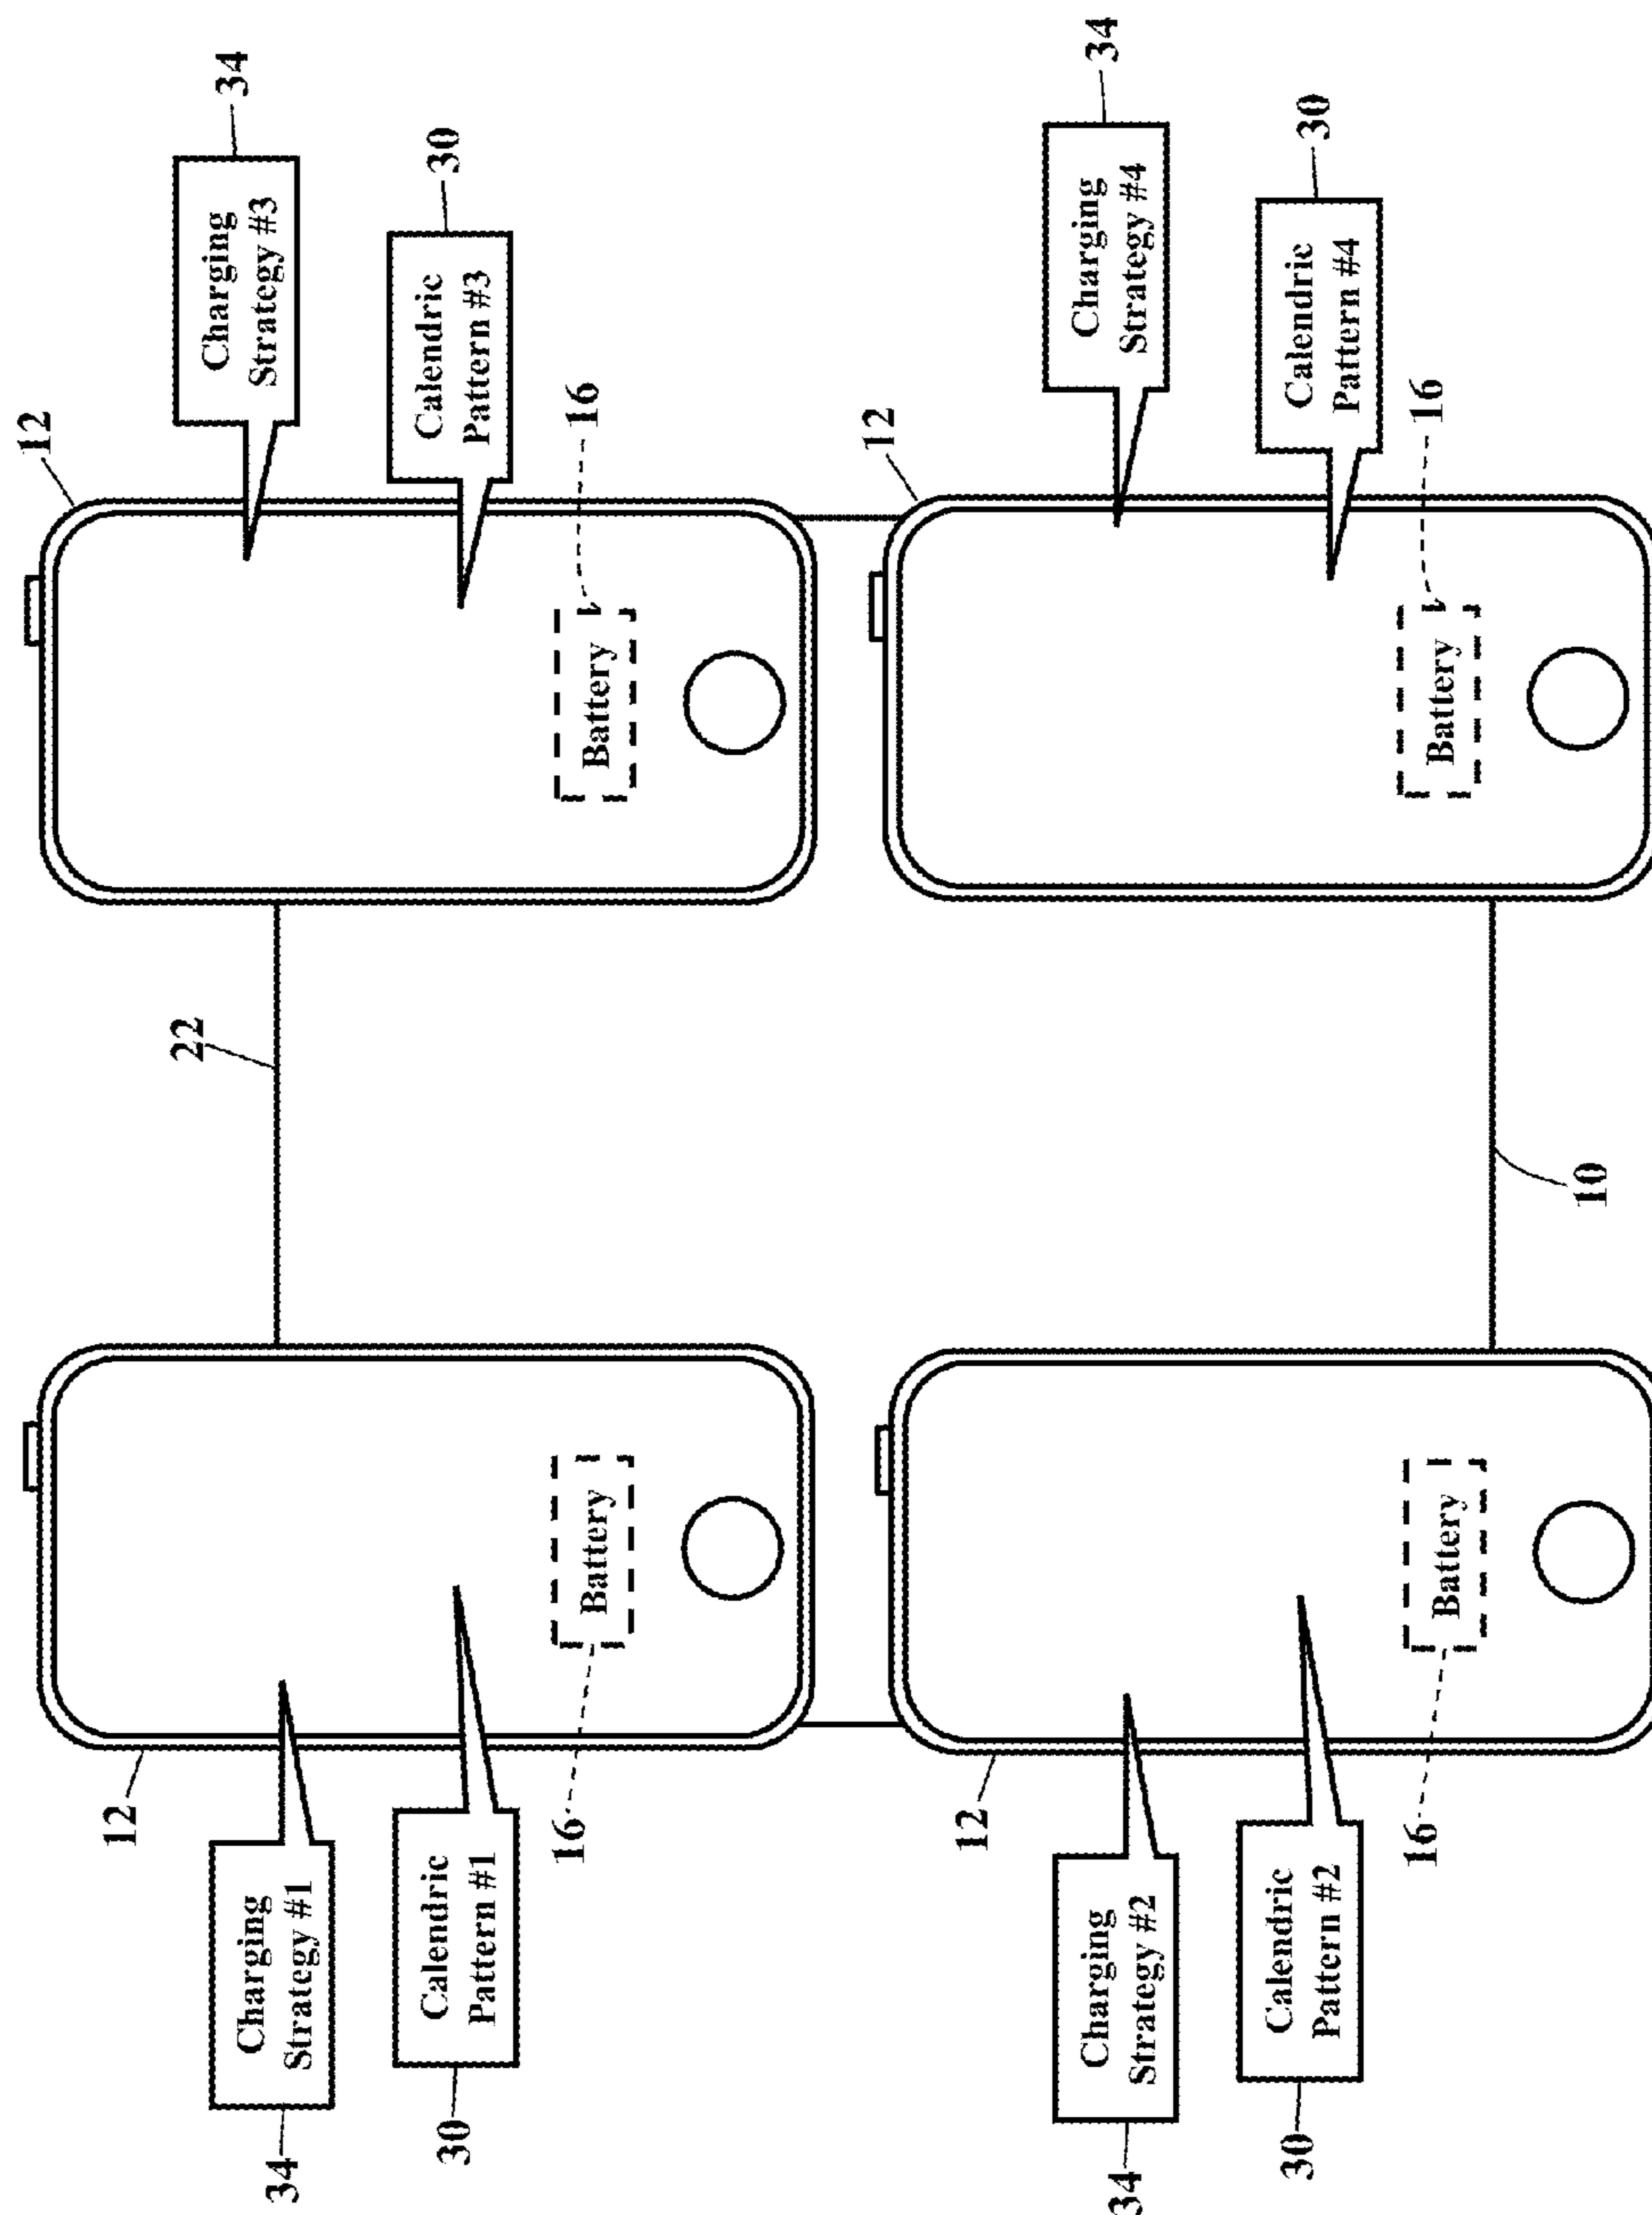 34
Charging
Strategy #1
30
Calendric
Pattern #1
12
16
Battery
22
12
34
Charging
Strategy #3
30
Calendric
Pattern #3
16
Battery
34
Charging
Strategy #2
30
Calendric
Pattern #2
12
16
Battery
10
12
34
Charging
Strategy #4
30
Calendric
Pattern #4
16
Battery